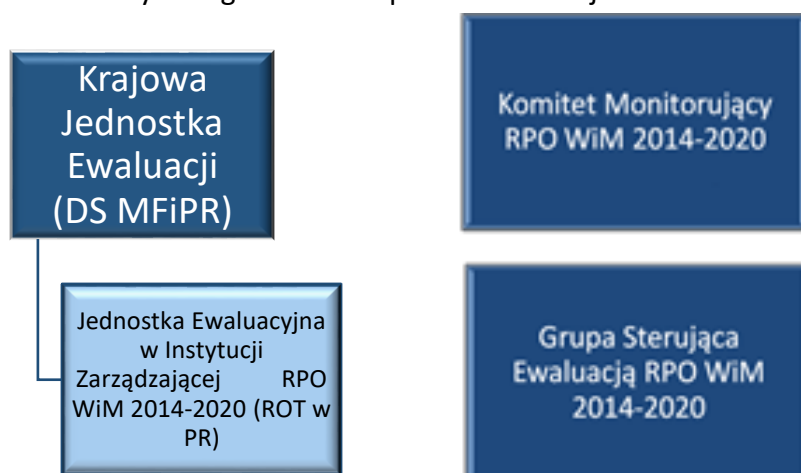 Krajowa
Jednostka
Ewaluacji
(DS MFiPR)
Jednostka Ewaluacyjna
w Instytucji
Zarządzającej RPO
WiM 2014-2020 (ROT w
PR)
Komitet Monitorujący
RPO WiM 2014-2020
Grupa Sterująca
Ewaluacją RPO WiM
2014-2020